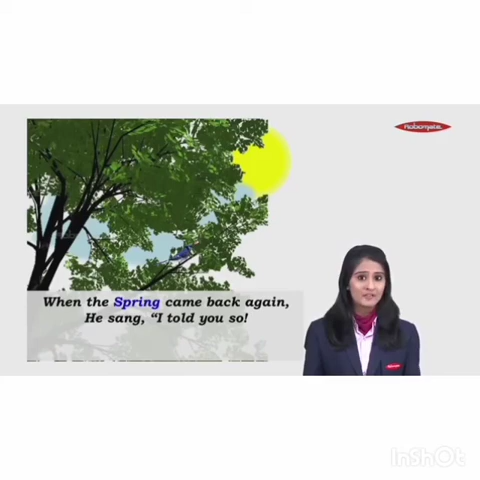 Robomate
When the Spring came back again,
He sang, “I told you so!
InShOt